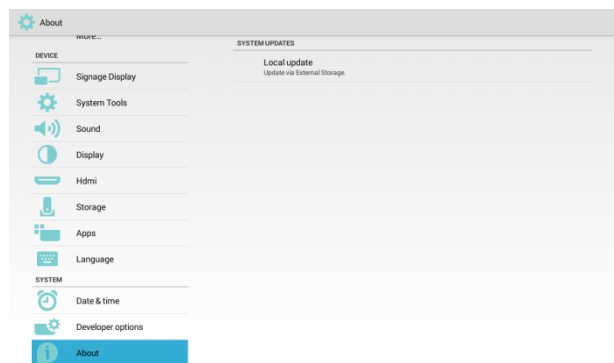 About
More...
DEVICE
Signage Display
System Tools
Sound
Display
Hdmi
Storage
Apps
Language
SYSTEM
Date & time
Developer options
About
SYSTEM UPDATES
Local update
Update via External Storage.